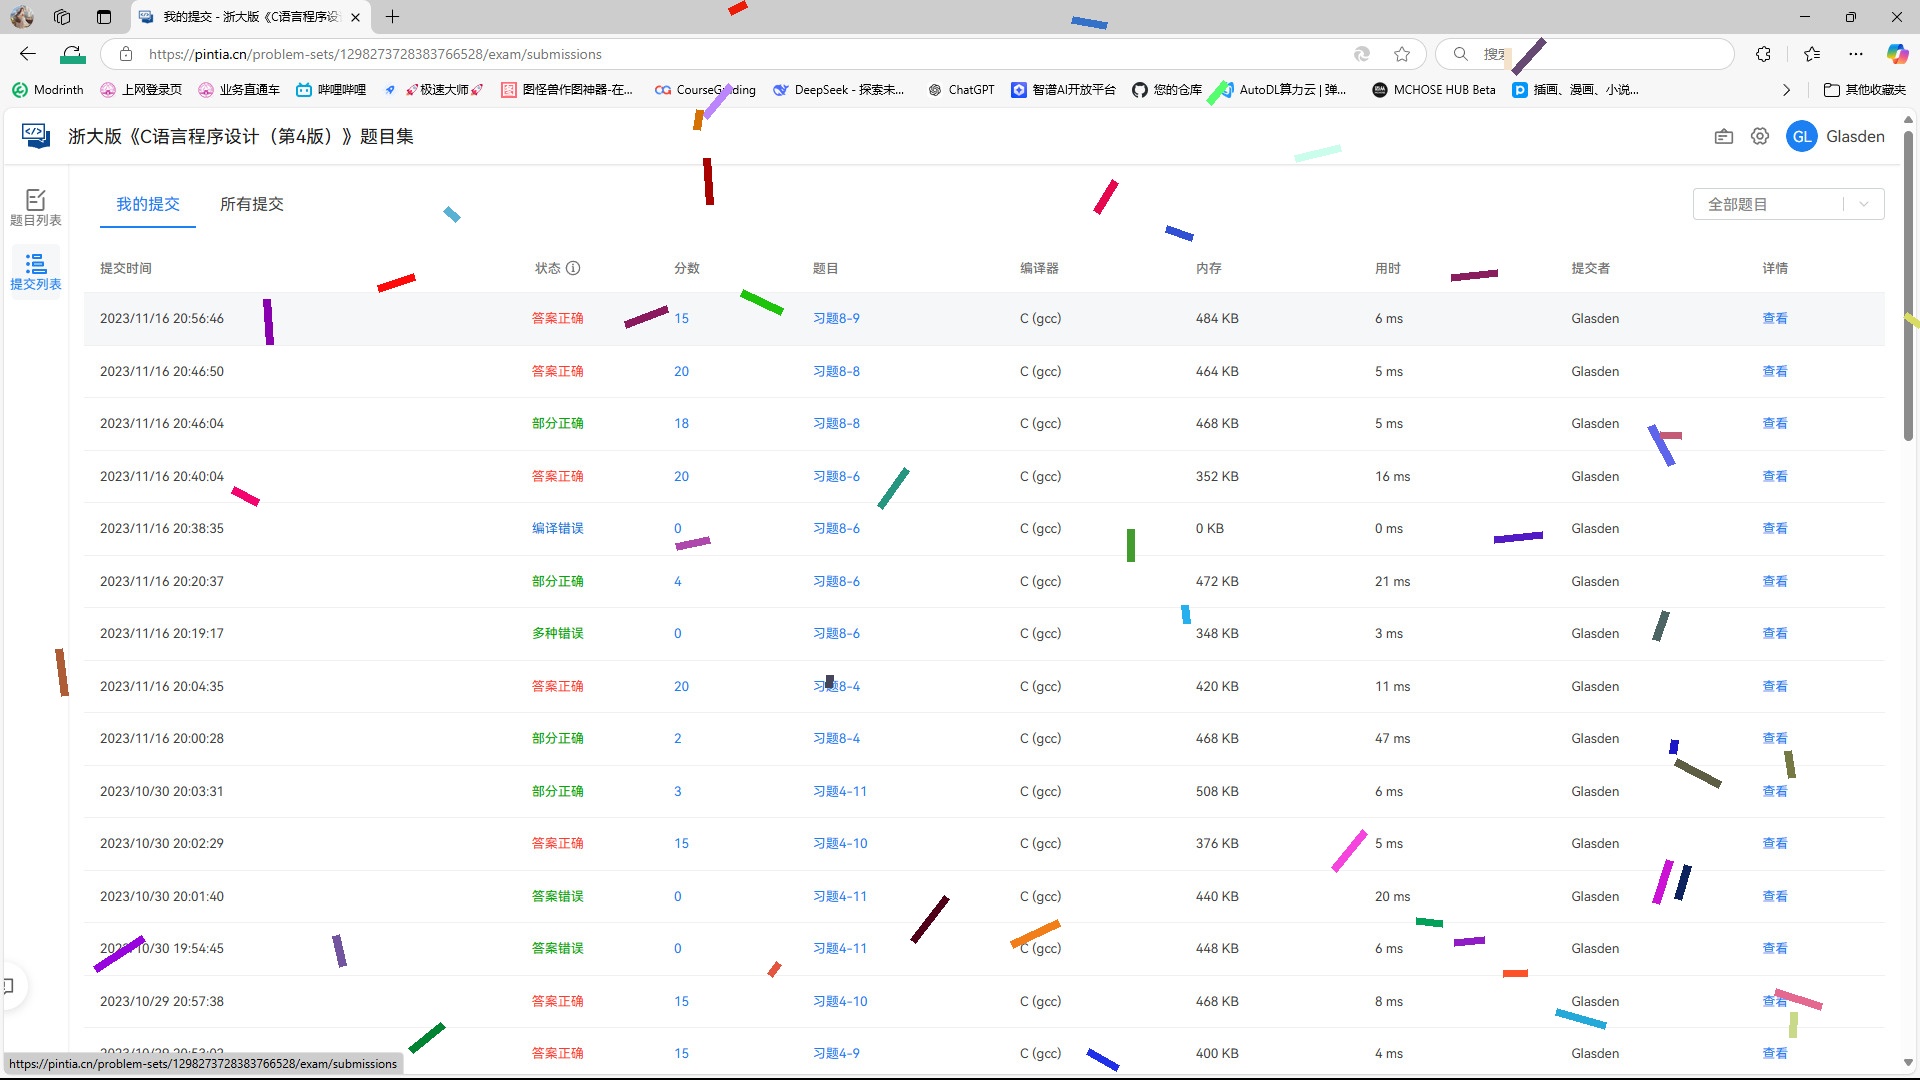 我的提交 - 浙大版《C语言程序设
https://pintia.cn/problem-sets/1298273728383766528/exam/submissions
Modrinth 上网登录页 业务直通车 哔哩哔哩 🚀极速大师🚀 图怪兽作图神器-在... DeepSeek - 探索未... ChatGPT 智谱AI开放平台 您的仓库 AutoDL算力云 | 弹... MCHOSE HUB Beta 插画、漫画、小说... 其他收藏夹
浙大版《C语言程序设计（第4版）》题目集 GL Glasden
题目列表
提交列表
我的提交 所有提交 全部题目
提交时间 状态 分数 题目 编译器 内存 用时 提交者 详情
2023/11/16 20:56:46 答案正确 15 习题8-9 C (gcc) 484 KB 6 ms Glasden 查看
2023/11/16 20:46:50 答案正确 20 习题8-8 C (gcc) 464 KB 5 ms Glasden 查看
2023/11/16 20:46:04 部分正确 18 习题8-8 C (gcc) 468 KB 5 ms Glasden 查看
2023/11/16 20:40:04 答案正确 20 习题8-6 C (gcc) 352 KB 16 ms Glasden 查看
2023/11/16 20:38:35 编译错误 0 习题8-6 C (gcc) 0 KB 0 ms Glasden 查看
2023/11/16 20:20:37 部分正确 4 习题8-6 C (gcc) 472 KB 21 ms Glasden 查看
2023/11/16 20:19:17 多种错误 0 习题8-6 C (gcc) 348 KB 3 ms Glasden 查看
2023/11/16 20:04:35 答案正确 20 习题8-4 C (gcc) 420 KB 11 ms Glasden 查看
2023/11/16 20:00:28 部分正确 2 习题8-4 C (gcc) 468 KB 47 ms Glasden 查看
2023/10/30 20:03:31 部分正确 3 习题4-11 C (gcc) 508 KB 6 ms Glasden 查看
2023/10/30 20:02:29 答案正确 15 习题4-10 C (gcc) 376 KB 5 ms Glasden 查看
2023/10/30 20:01:40 答案错误 0 习题4-11 C (gcc) 440 KB 20 ms Glasden 查看
2023/10/30 19:54:45 答案错误 0 习题4-11 C (gcc) 448 KB 6 ms Glasden 查看
2023/10/29 20:57:38 答案正确 15 习题4-10 C (gcc) 468 KB 8 ms Glasden 查看
答案正确 15 习题4-9 C (gcc) 400 KB 4 ms Glasden 查看
https://pintia.cn/problem-sets/1298273728383766528/exam/submissions